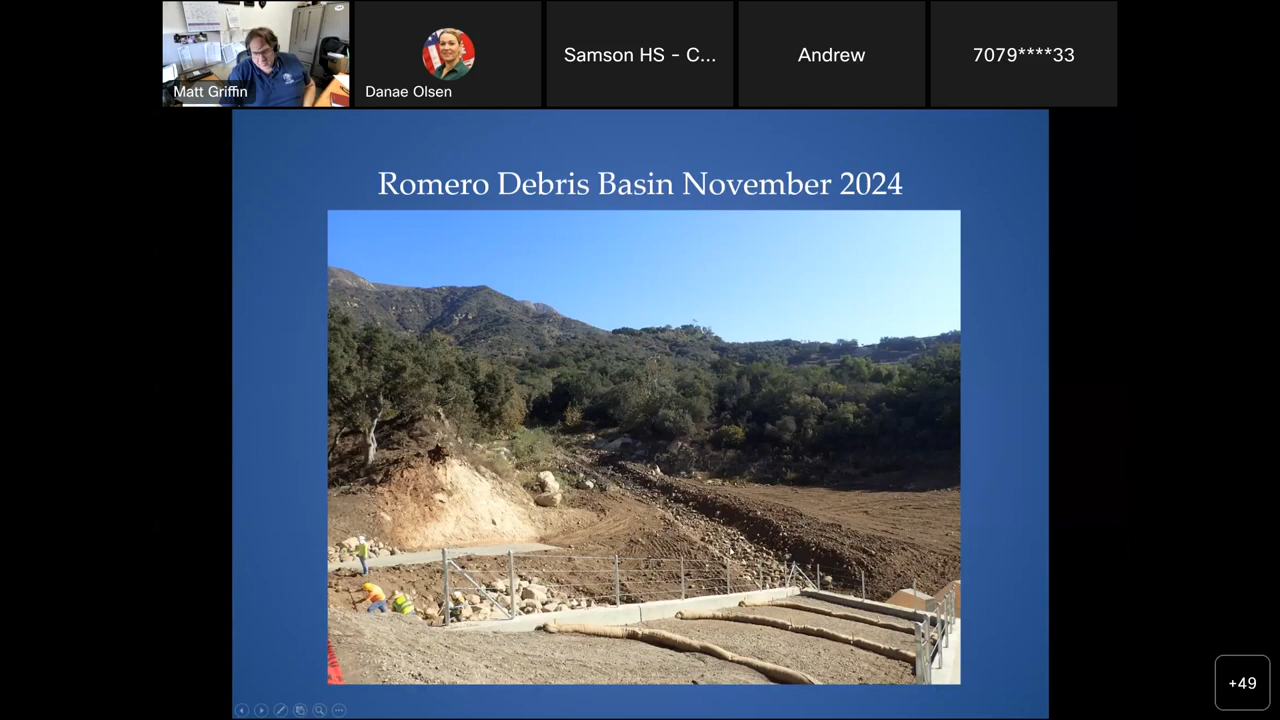 Matt Griffin
Danae Olsen
Samson HS - C...
Andrew
7079****33
Romero Debris Basin November 2024
+49